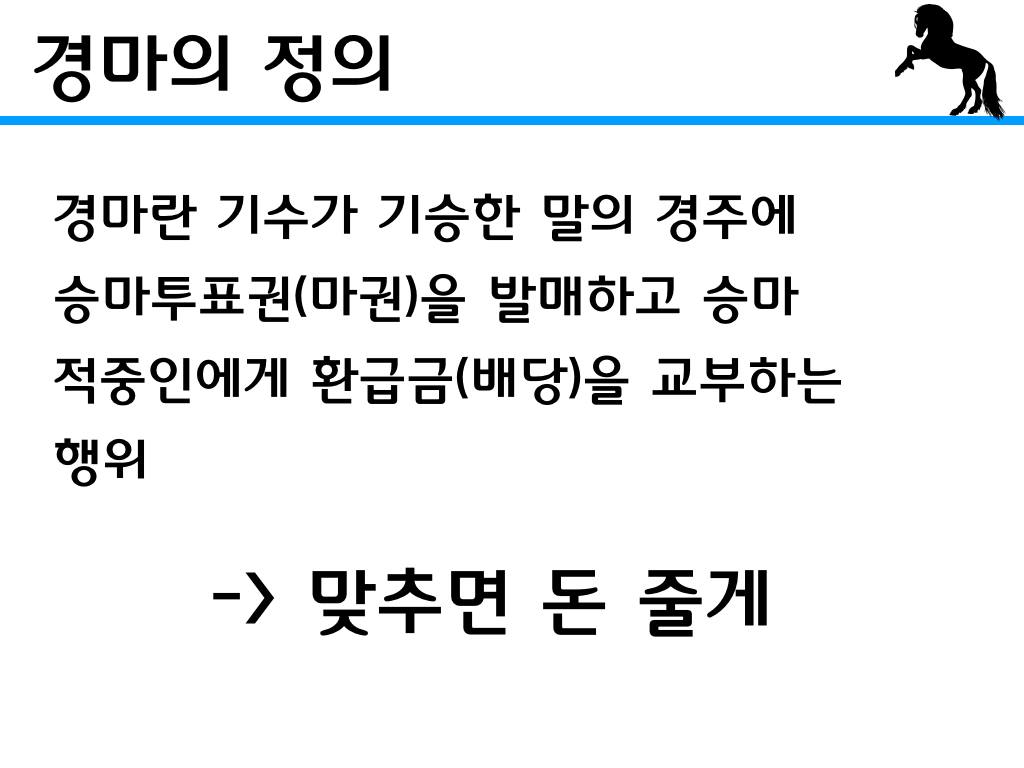 경마의 정의
경마란 기수가 기승한 말의 경주에
승마투표권(마권)을 발매하고 승마
적중인에게 환급금(배당)을 교부하는
행위
-> 맞추면 돈 줄게